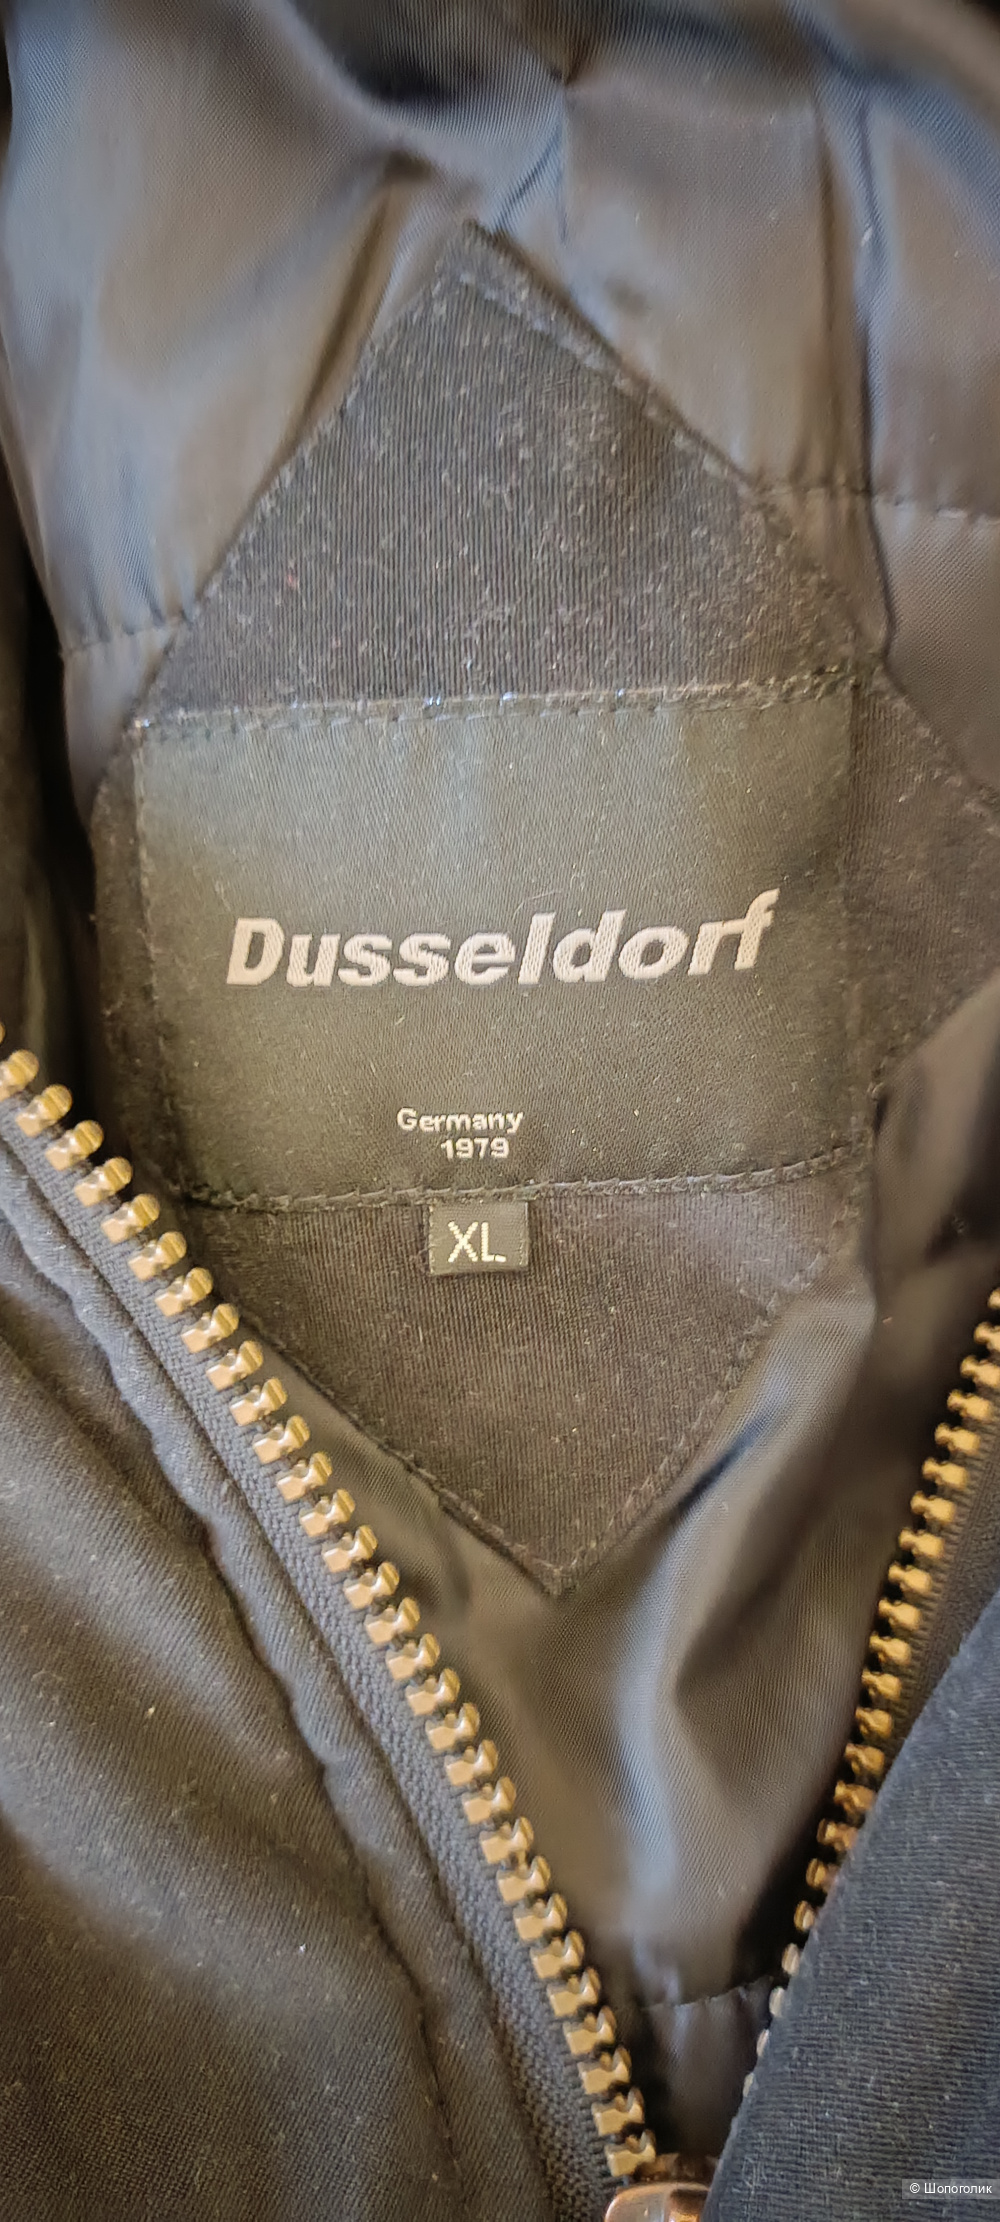 Dusseldorf
Germany
1979
XL
© Шопоголик